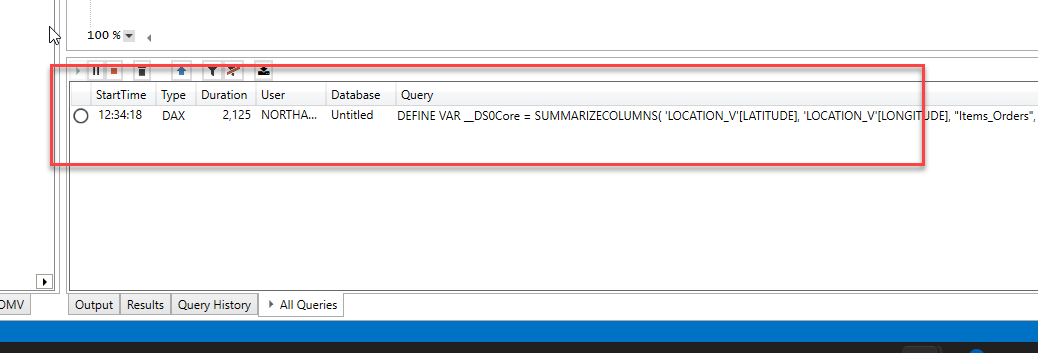 100 %
StartTime Type Duration User Database Query
12:34:18 DAX 2,125 NORTHA... Untitled DEFINE VAR __DS0Core = SUMMARIZECOLUMNS( 'LOCATION_V'[LATITUDE], 'LOCATION_V'[LONGITUDE], "Items_Orders",
DMV Output Results Query History All Queries